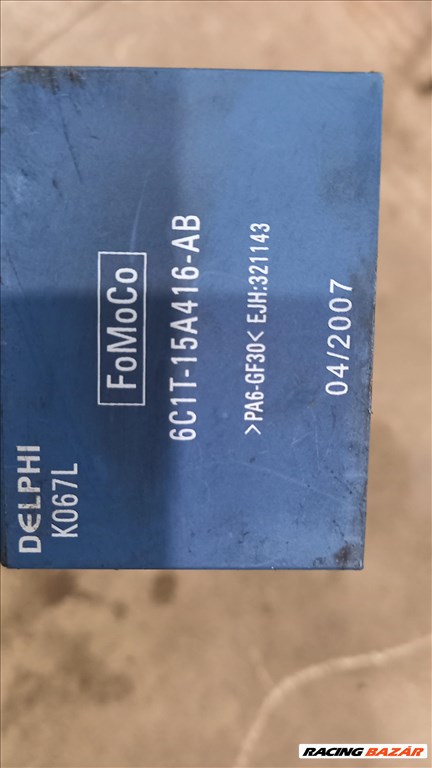 DELPHI
K067L
FoMoCo
6C1T-15A416-AB
>PA6-GF30< EJH:321143
04/2007
RACING BAZÁR